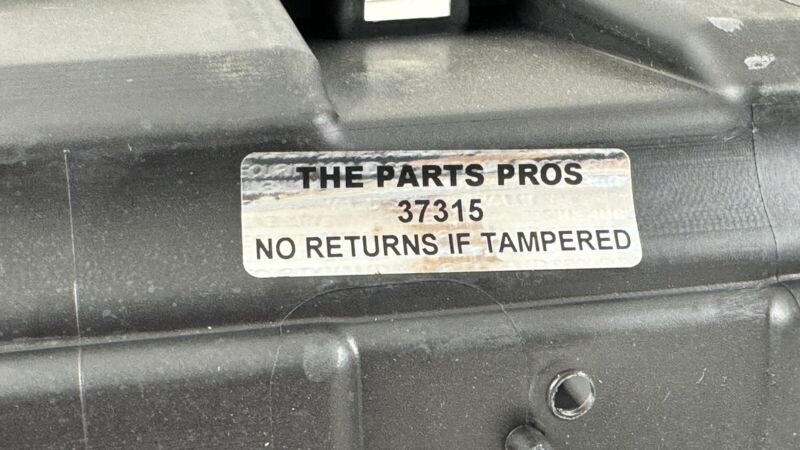 THE PARTS PROS
37315
NO RETURNS IF TAMPERED